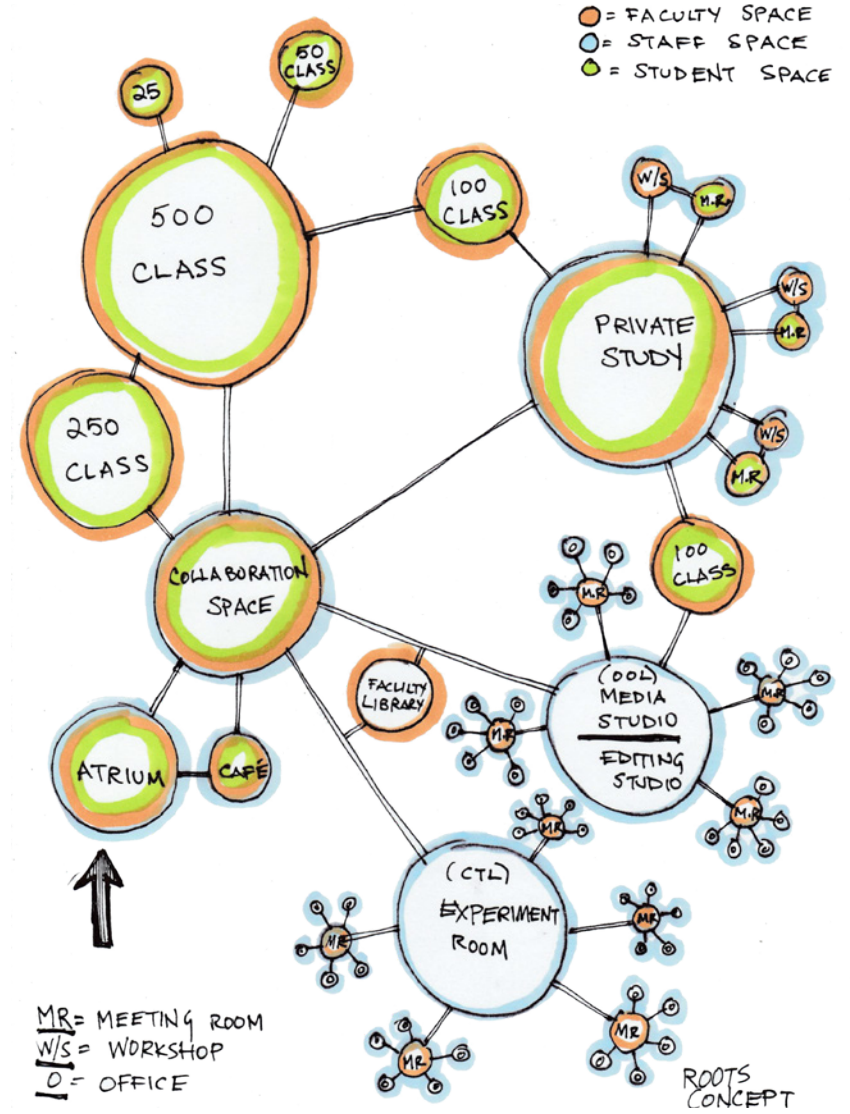 = FACULTY SPACE
= STAFF SPACE
= STUDENT SPACE
50
CLASS
25
500
CLASS
100
CLASS
W/S
M.R
PRIVATE
STUDY
W/S
M.R
W/S
M.R
250
CLASS
100
CLASS
COLLABORATION
SPACE
O
O
O
M.R
O
O
FACULTY
LIBRARY
(OOL)
MEDIA
STUDIO
EDITING
STUDIO
O
O
O
M.R
O
O
O
O
O
M.R
O
O
O
O
M.R
O
O
O
O
O
ATRIUM
CAFÉ
O
O
O
MR
O
O
(CTL)
EXPERIMENT
ROOM
O
O
O
MR
O
O
O
O
MR
O
O
O
O
O
MR
O
O
O
O
O
O
MR
O
O
O
MR = MEETING ROOM
W/S = WORKSHOP
O = OFFICE
ROOTS
CONCEPT